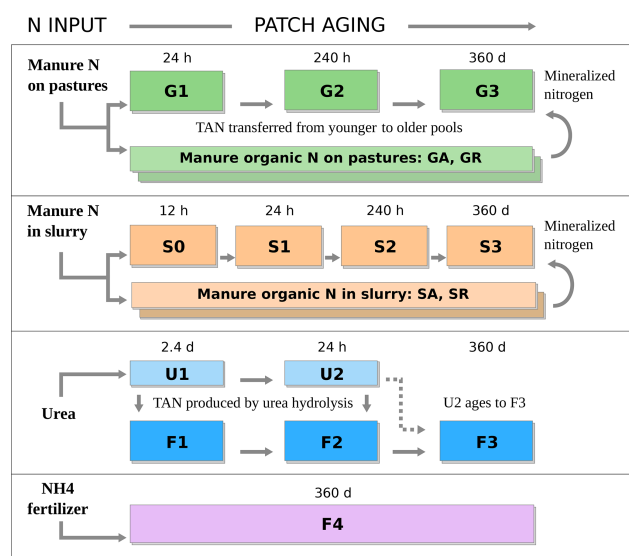 N INPUT PATCH AGING
Manure N
on pastures
24 h 240 h 360 d
G1 G2 G3
Mineralized
nitrogen
TAN transferred from younger to older pools
Manure organic N on pastures: GA, GR
Manure N
in slurry
12 h 24 h 240 h 360 d
S0 S1 S2 S3
Mineralized
nitrogen
Manure organic N in slurry: SA, SR
2.4 d 24 h 360 d
U1 U2
Urea
TAN produced by urea hydrolysis
U2 ages to F3
F1 F2 F3
NH4
fertilizer
360 d
F4